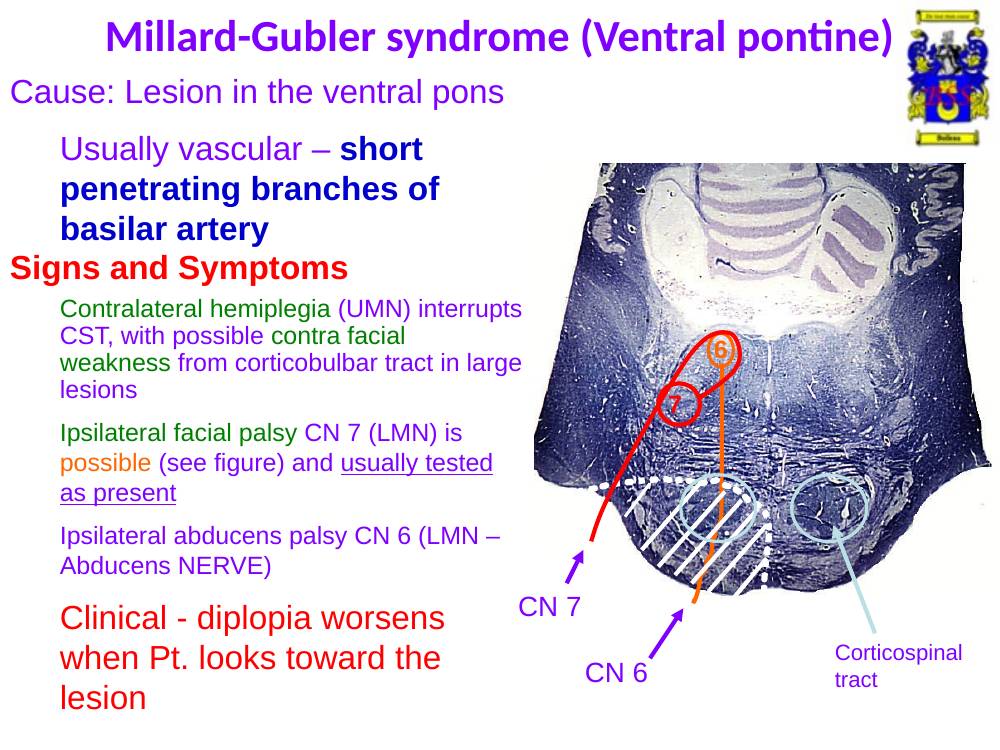 Millard-Gubler syndrome (Ventral pontine)
Cause: Lesion in the ventral pons
Usually vascular – short
penetrating branches of
basilar artery
Signs and Symptoms
Contralateral hemiplegia (UMN) interrupts
CST, with possible contra facial
weakness from corticobulbar tract in large
lesions
Ipsilateral facial palsy CN 7 (LMN) is
possible (see figure) and usually tested
as present
Ipsilateral abducens palsy CN 6 (LMN –
Abducens NERVE)
Clinical - diplopia worsens
when Pt. looks toward the
lesion
6
7
CN 7
CN 6
Corticospinal
tract